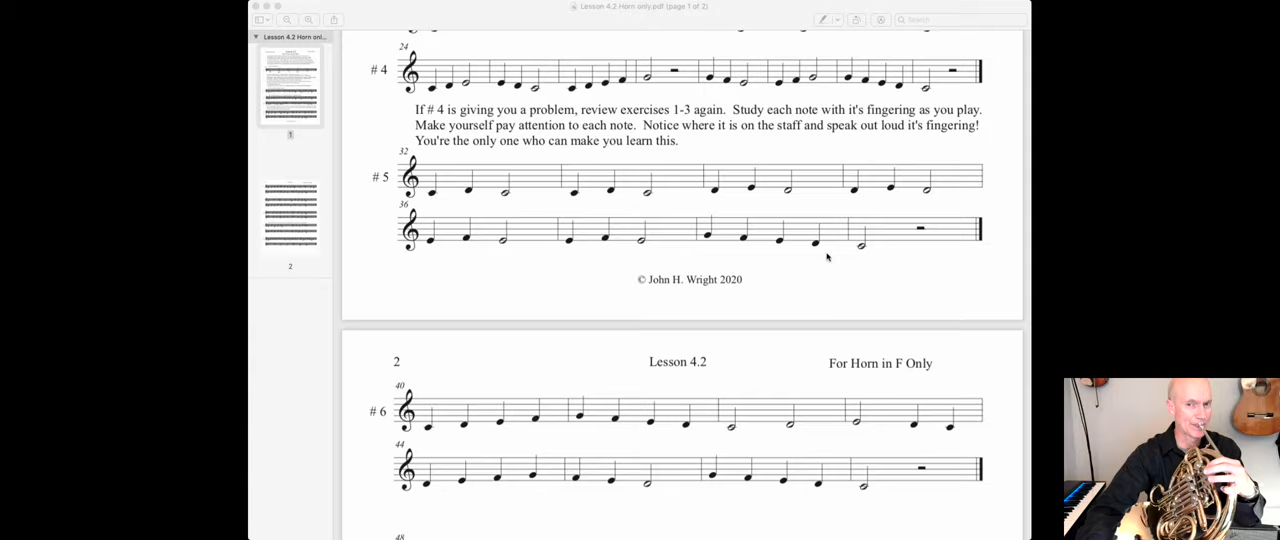 Lesson 4.2 Horn only.pdf (page 1 of 2)
Search
Lesson 4.2 Horn onl...
1
2
24
# 4
If # 4 is giving you a problem, review exercises 1-3 again. Study each note with it's fingering as you play.
Make yourself pay attention to each note. Notice where it is on the staff and speak out loud it's fingering!
You're the only one who can make you learn this.
32
# 5
36
© John H. Wright 2020
2 Lesson 4.2 For Horn in F Only
40
# 6
44
48